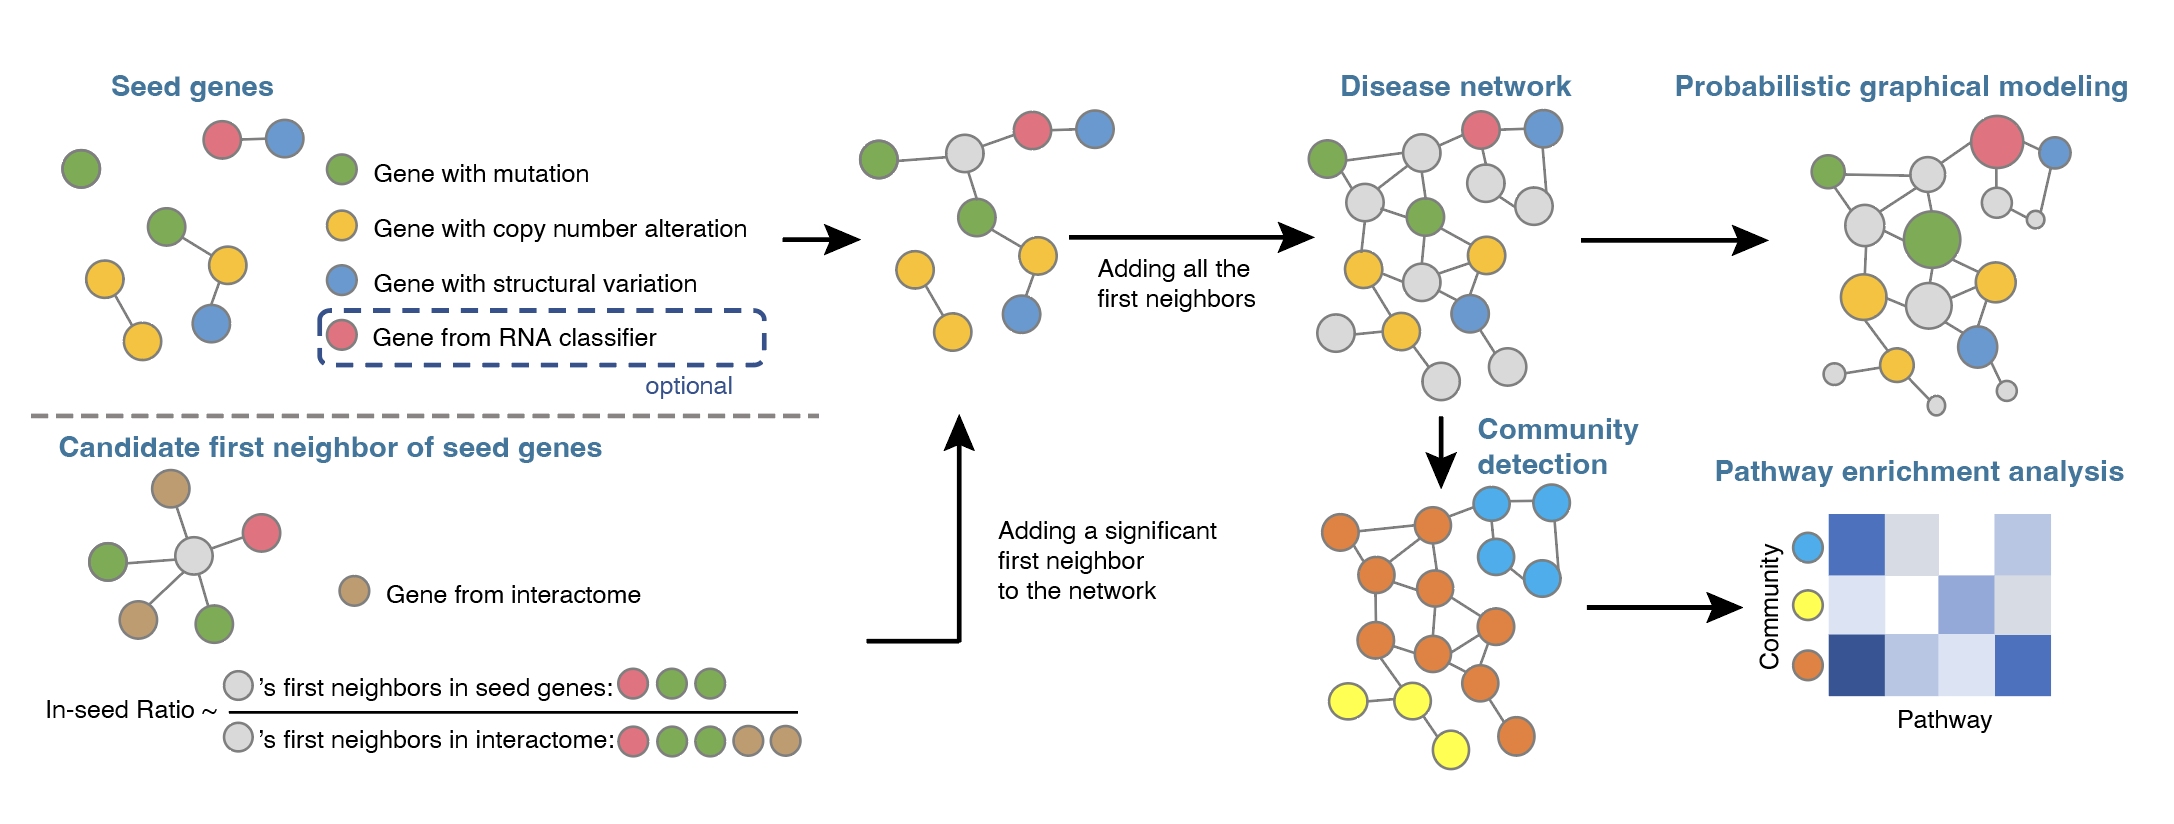 Seed genes
Gene with mutation
Gene with copy number alteration
Gene with structural variation
Gene from RNA classifier
optional
Candidate first neighbor of seed genes
Gene from interactome
In-seed Ratio ~
’s first neighbors in seed genes:
’s first neighbors in interactome:
Adding a significant
first neighbor
to the network
Adding all the
first neighbors
Disease network
Probabilistic graphical modeling
Community
detection
Pathway enrichment analysis
Community
Pathway